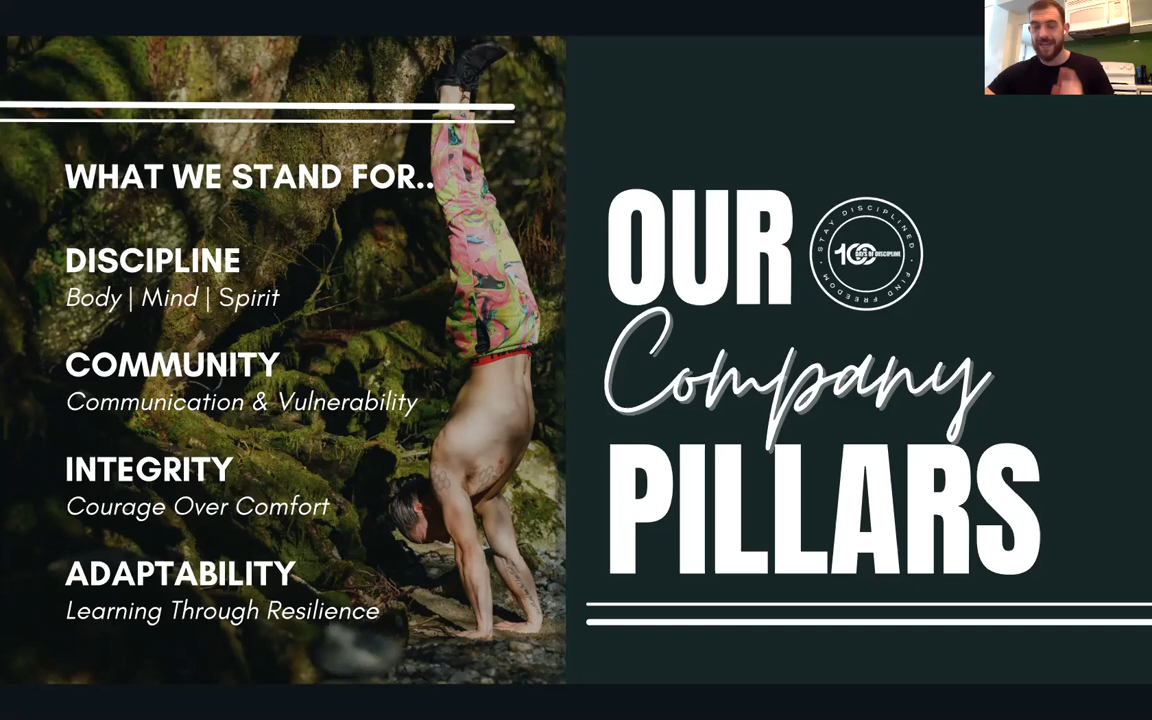 WHAT WE STAND FOR..
DISCIPLINE
Body | Mind | Spirit
COMMUNITY
Communication & Vulnerability
INTEGRITY
Courage Over Comfort
ADAPTABILITY
Learning Through Resilience
OUR
STAY DISCIPLINED
100 DAYS OF DISCIPLINE
FIND FREEDOM
Company
PILLARS